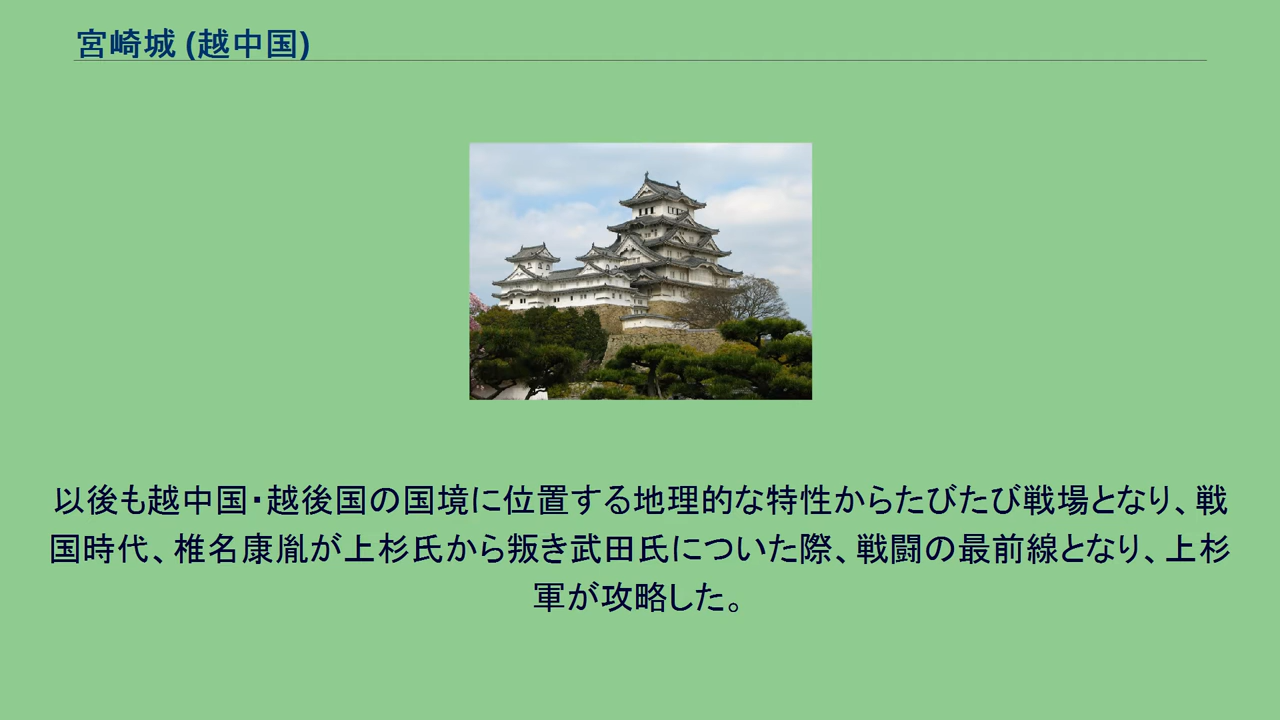 宮崎城 (越中国)
以後も越中国・越後国の国境に位置する地理的な特性からたびたび戦場となり、戦
国時代、椎名康胤が上杉氏から叛き武田氏についた際、戦闘の最前線となり、上杉
軍が攻略した。